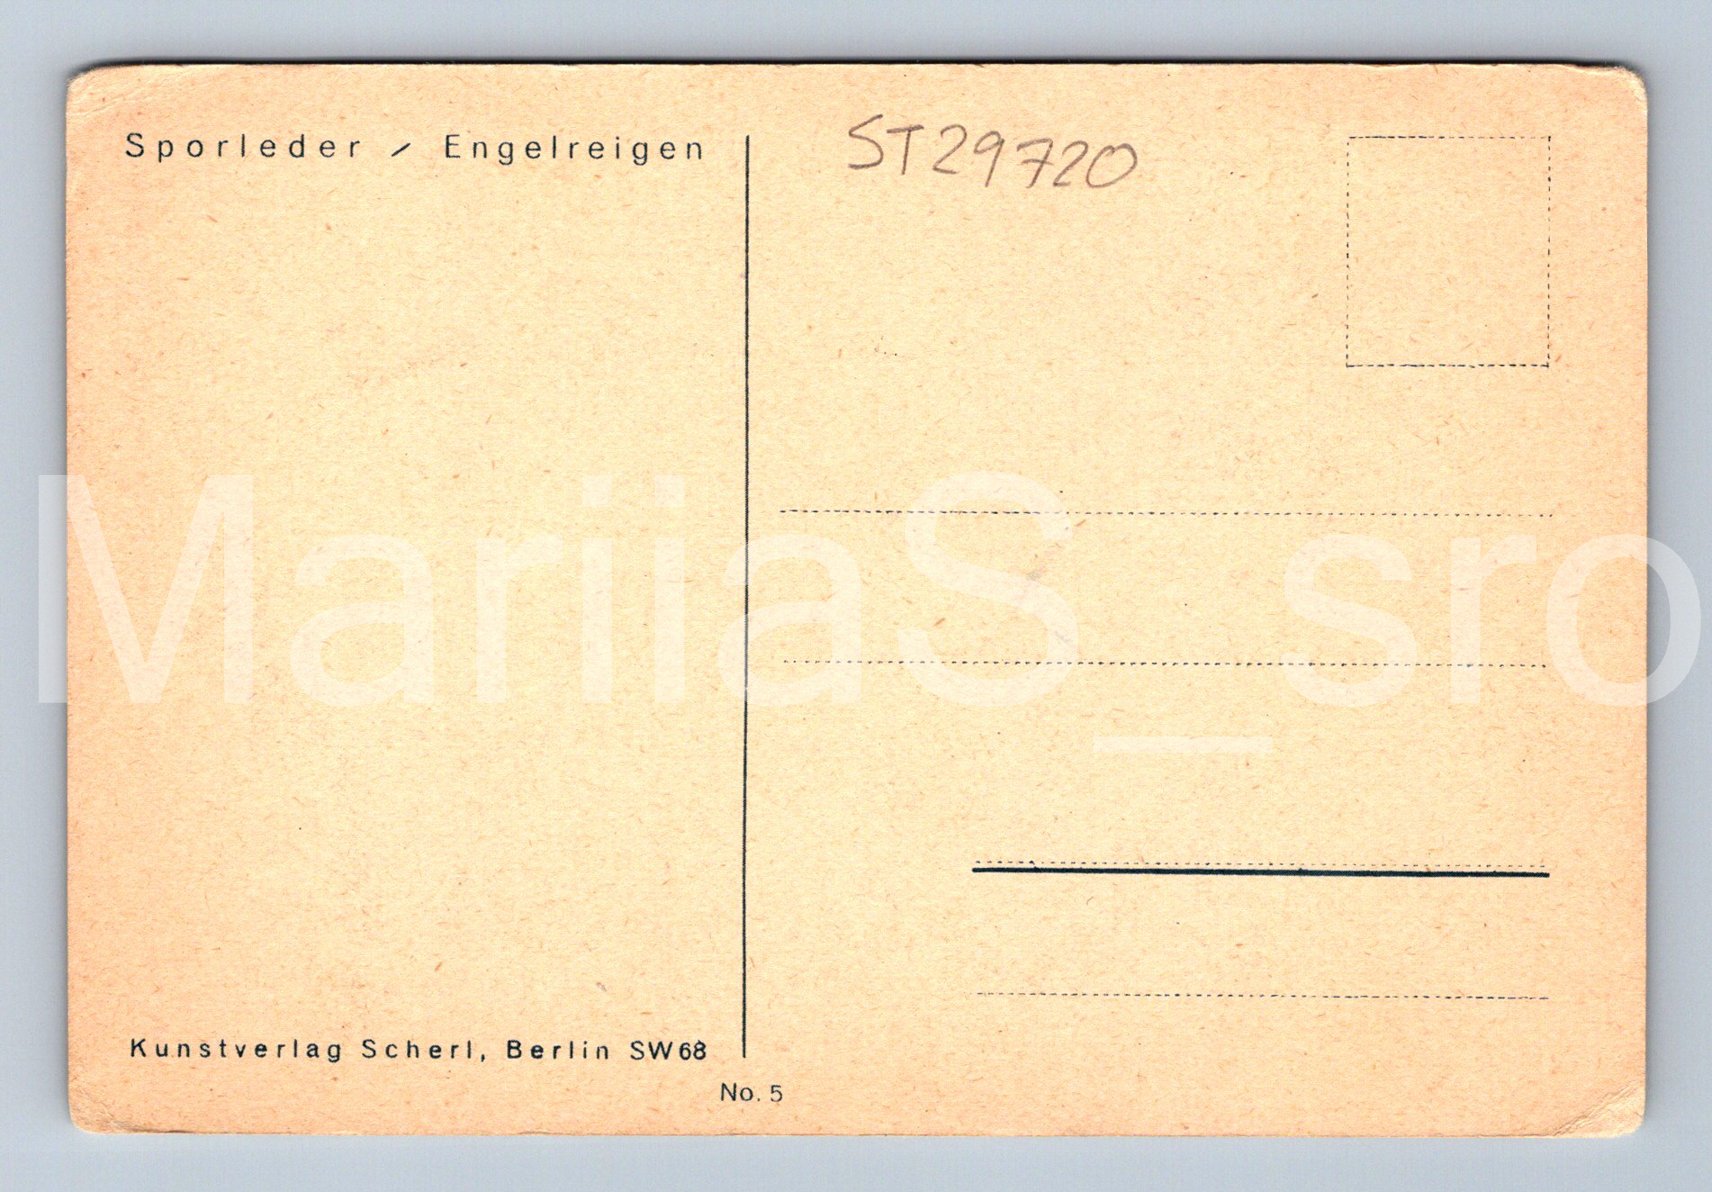 Sporleder / Engelreigen
ST29720
MariiaS_sro
Kunstverlag Scherl, Berlin SW68
No. 5